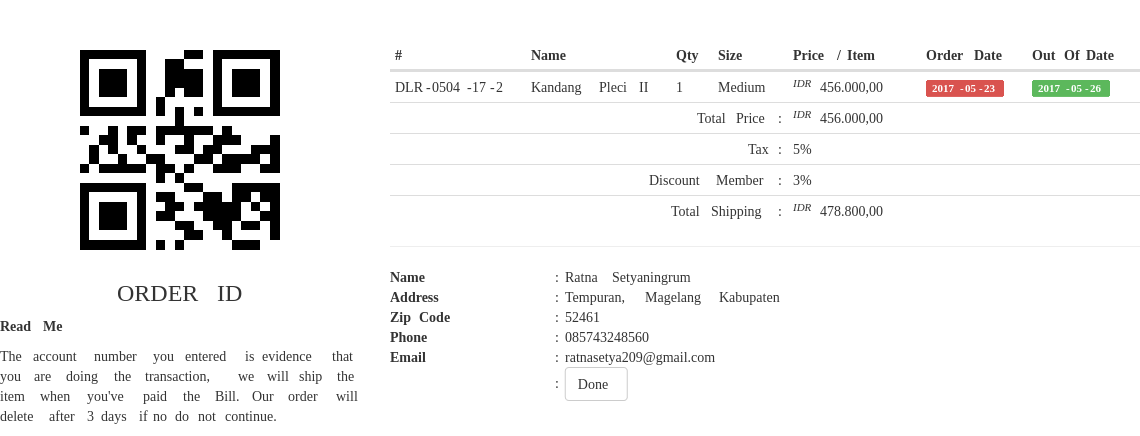 ORDER ID
Read Me
The account number you entered is evidence that
you are doing the transaction, we will ship the
item when you've paid the Bill. Our order will
delete after 3 days if no do not continue.
# Name Qty Size Price / Item Order Date Out Of Date
DLR-0504-17-2 Kandang Pleci II 1 Medium IDR 456.000,00 2017-05-23 2017-05-26
Total Price : IDR 456.000,00
Tax : 5%
Discount Member : 3%
Total Shipping : IDR 478.800,00
Name : Ratna Setyaningrum
Address : Tempuran, Magelang Kabupaten
Zip Code : 52461
Phone : 085743248560
Email : ratnasetya209@gmail.com
: Done